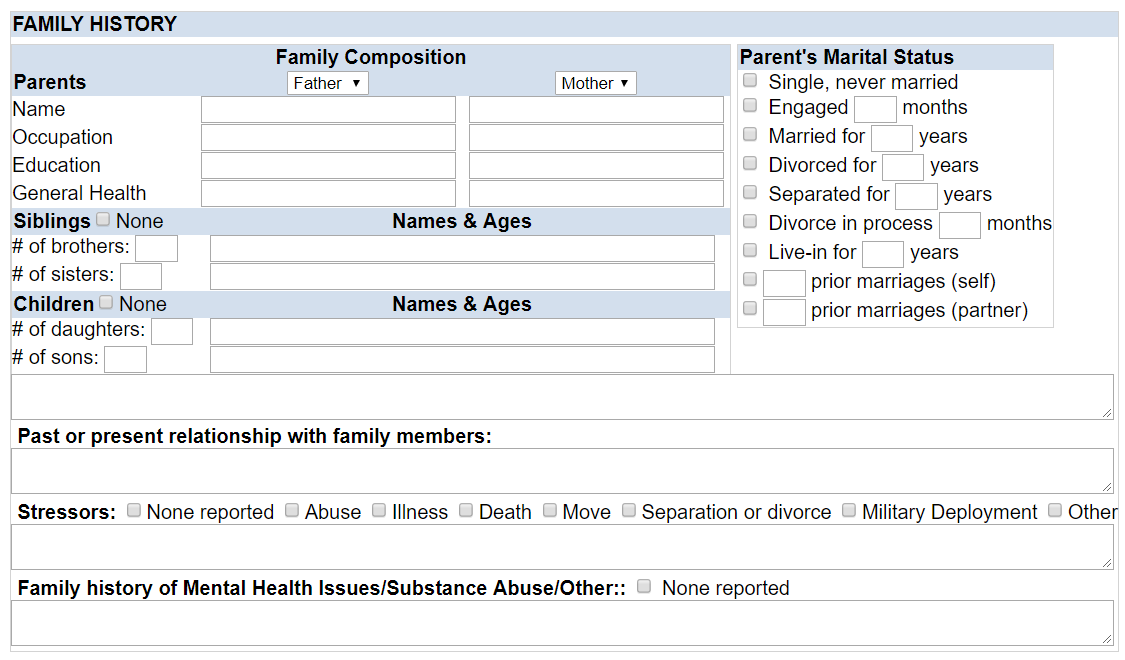 FAMILY HISTORY
Family Composition
Parents Father Mother
Name
Occupation
Education
General Health
Siblings None Names & Ages
# of brothers:
# of sisters:
Children None Names & Ages
# of daughters:
# of sons:
Parent's Marital Status
Single, never married
Engaged months
Married for years
Divorced for years
Separated for years
Divorce in process months
Live-in for years
prior marriages (self)
prior marriages (partner)
Past or present relationship with family members:
Stressors: None reported Abuse Illness Death Move Separation or divorce Military Deployment Other
Family history of Mental Health Issues/Substance Abuse/Other:: None reported